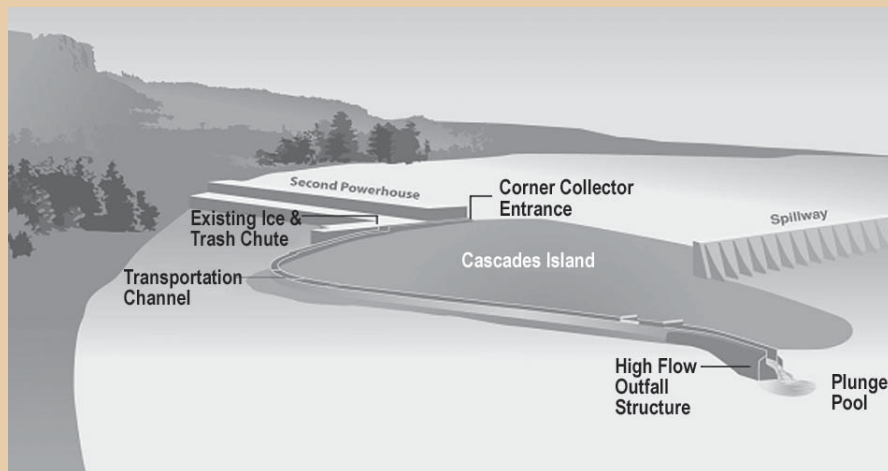 Second Powerhouse
Corner Collector
Entrance
Existing Ice &
Trash Chute
Spillway
Cascades Island
Transportation
Channel
High Flow
Outfall
Structure
Plunge
Pool